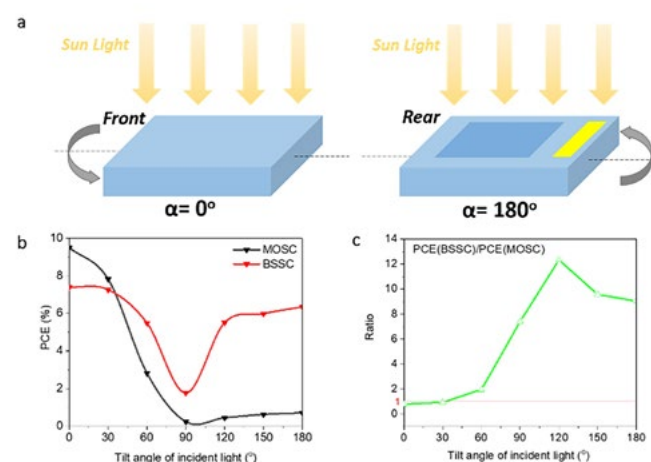 a
Sun Light
Sun Light
Front
Rear
α= 0°
α= 180°
b
10
8
6
4
2
0
PCE (%)
MOSC
BSSC
0 30 60 90 120 150 180
Tilt angle of incident light (°)
c
14
12
10
8
6
4
2
1
0
Ratio
PCE(BSSC)/PCE(MOSC)
0 30 60 90 120 150 180
Tilt angle of incident light (°)